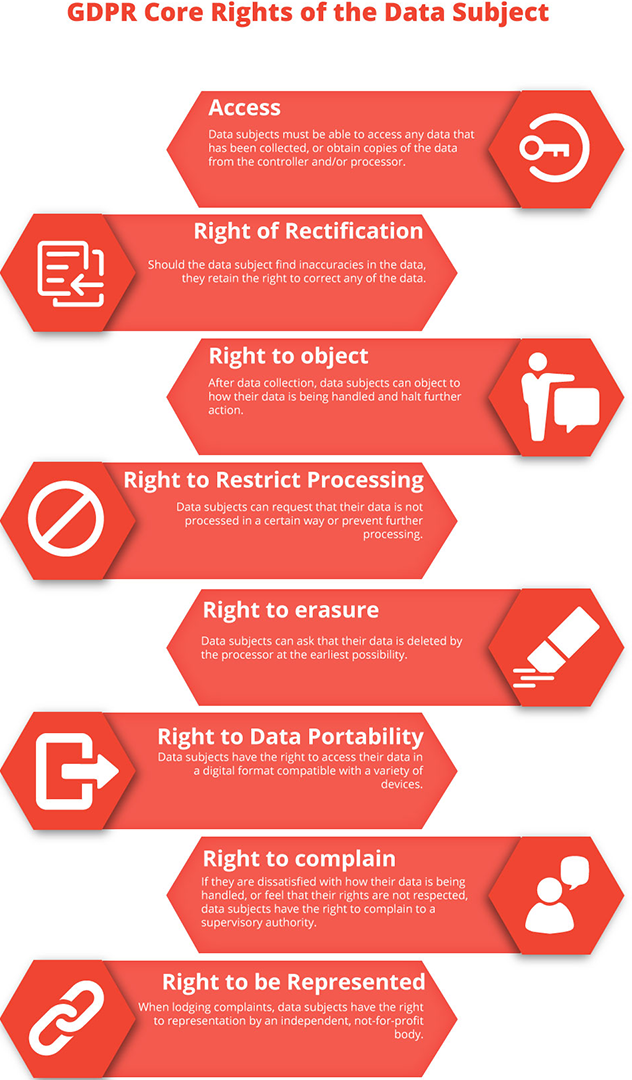 GDPR Core Rights of the Data Subject
Access
Data subjects must be able to access any data that
has been collected, or obtain copies of the data
from the controller and/or processor.
Right of Rectification
Should the data subject find inaccuracies in the data,
they retain the right to correct any of the data.
Right to object
After data collection, data subjects can object to
how their data is being handled and halt further
action.
Right to Restrict Processing
Data subjects can request that their data is not
processed in a certain way or prevent further
processing.
Right to erasure
Data subjects can ask that their data is deleted by
the processor at the earliest possibility.
Right to Data Portability
Data subjects have the right to access their data in
a digital format compatible with a variety of
devices.
Right to complain
If they are dissatisfied with how their data is being
handled, or feel that their rights are not respected,
data subjects have the right to complain to a
supervisory authority.
Right to be Represented
When lodging complaints, data subjects have the right
to representation by an independent, not-for-profit
body.